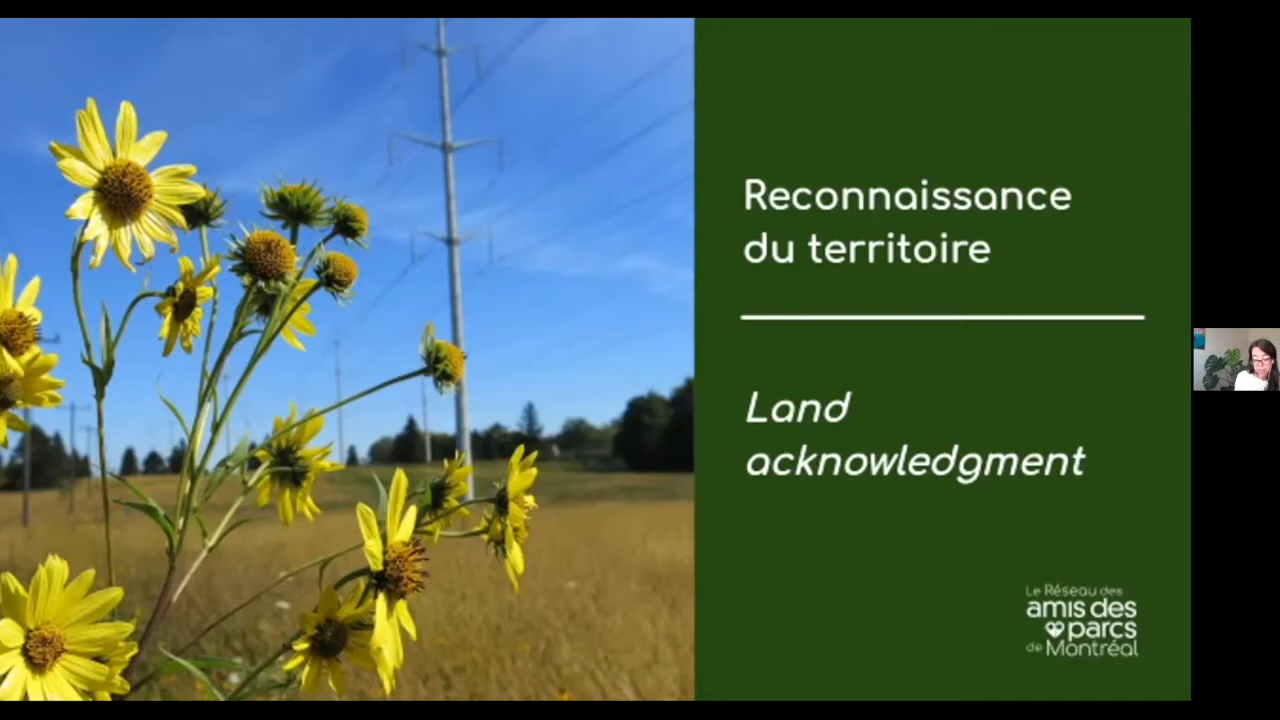 Reconnaissance
du territoire
Land
acknowledgment
Le Réseau des
amis des
parcs
de Montréal